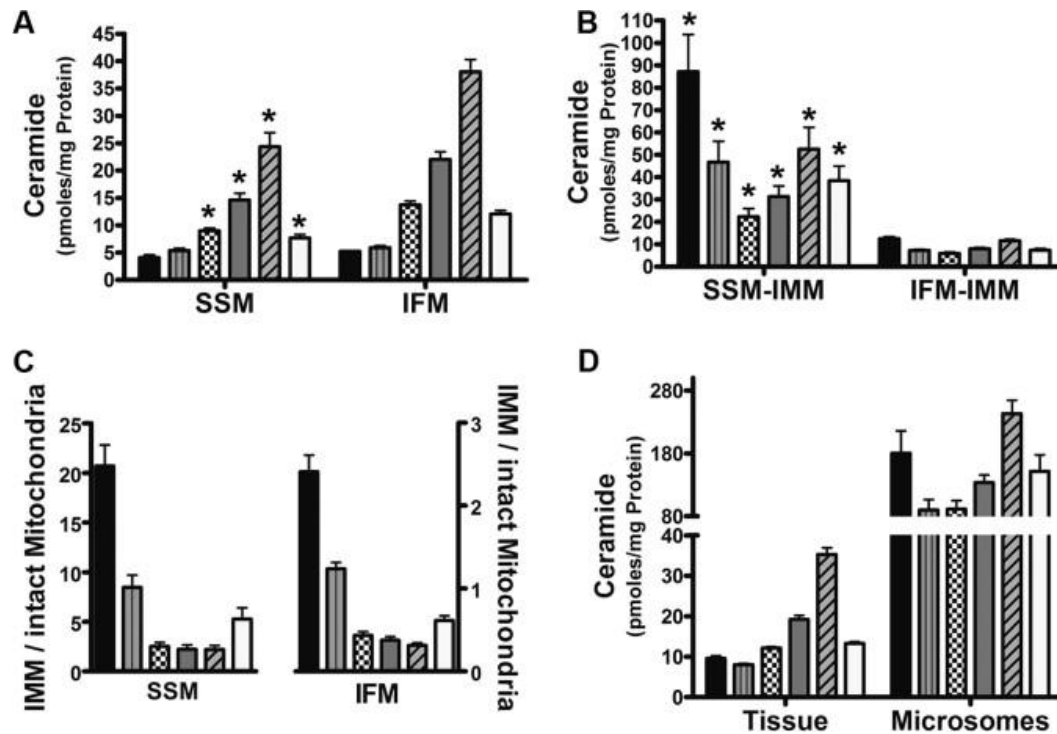 A
Ceramide
(pmoles/mg Protein)
45
40
35
30
25
20
15
10
5
0
*
*
*
*
SSM
IFM
B
Ceramide
(pmoles/mg Protein)
110
100
90
80
70
60
50
40
30
20
10
0
*
*
*
*
*
*
SSM-IMM
IFM-IMM
C
IMM / intact Mitochondria
25
20
15
10
5
0
SSM
IFM
3
2
1
0
IMM / intact Mitochondria
D
Ceramide
(pmoles/mg Protein)
280
180
80
40
30
20
10
0
Tissue
Microsomes